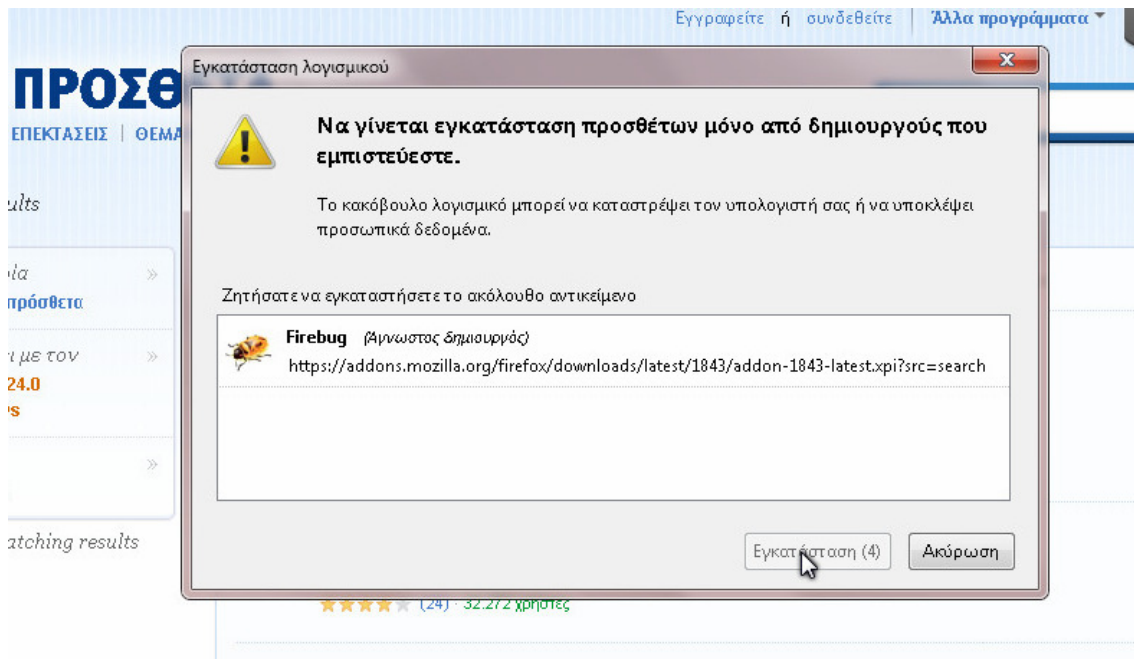 Εγγραφείτε ή συνδεθείτε Άλλα προγράμματα
Εγκατάσταση λογισμικού
ΠΡΟΣΘ
ΕΠΕΚΤΑΣΕΙΣ | ΘΕΜΑ
Να γίνεται εγκατάσταση προσθέτων μόνο από δημιουργούς που
εμπιστεύεστε.
Το κακόβουλο λογισμικό μπορεί να καταστρέψει τον υπολογιστή σας ή να υποκλέψει
προσωπικά δεδομένα.
Ζητήσατε να εγκαταστήσετε το ακόλουθο αντικείμενο
Firebug (Άγνωστος δημιουργός)
https://addons.mozilla.org/firefox/downloads/latest/1843/addon-1843-latest.xpi?src=search
Εγκατάσταση (4) Ακύρωση
ults
ία »
πρόσθετα
ι με τον »
24.0
»
atching results
(24) · 32.272 χρήστες